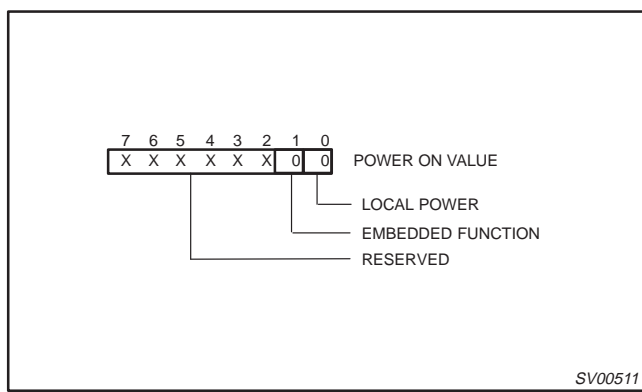 7 6 5 4 3 2 1 0
X X X X X X 0 0 POWER ON VALUE
LOCAL POWER
EMBEDDED FUNCTION
RESERVED
SV00511